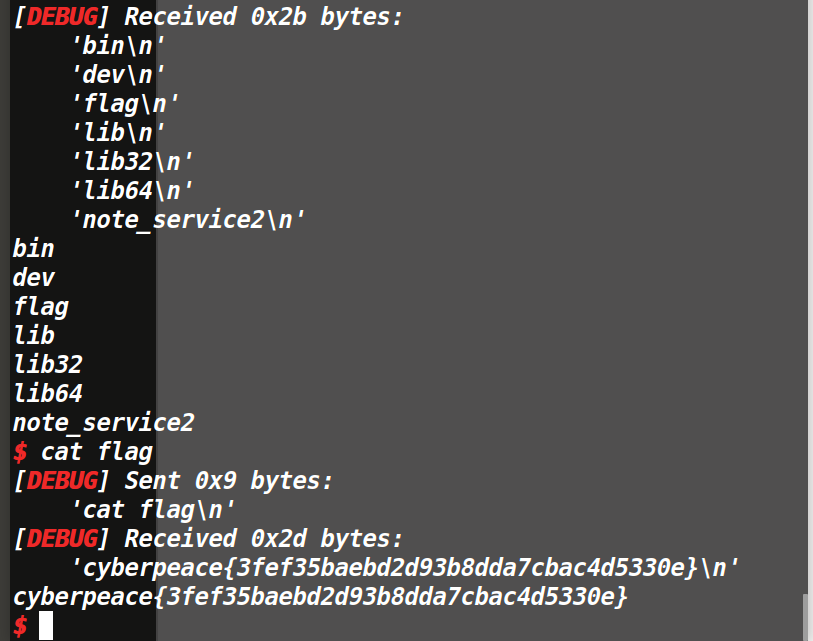 [DEBUG] Received 0x2b bytes:
'bin\n'
'dev\n'
'flag\n'
'lib\n'
'lib32\n'
'lib64\n'
'note_service2\n'
bin
dev
flag
lib
lib32
lib64
note_service2
$ cat flag
[DEBUG] Sent 0x9 bytes:
'cat flag\n'
[DEBUG] Received 0x2d bytes:
'cyberpeace{3fef35baebd2d93b8dda7cbac4d5330e}\n'
cyberpeace{3fef35baebd2d93b8dda7cbac4d5330e}
$